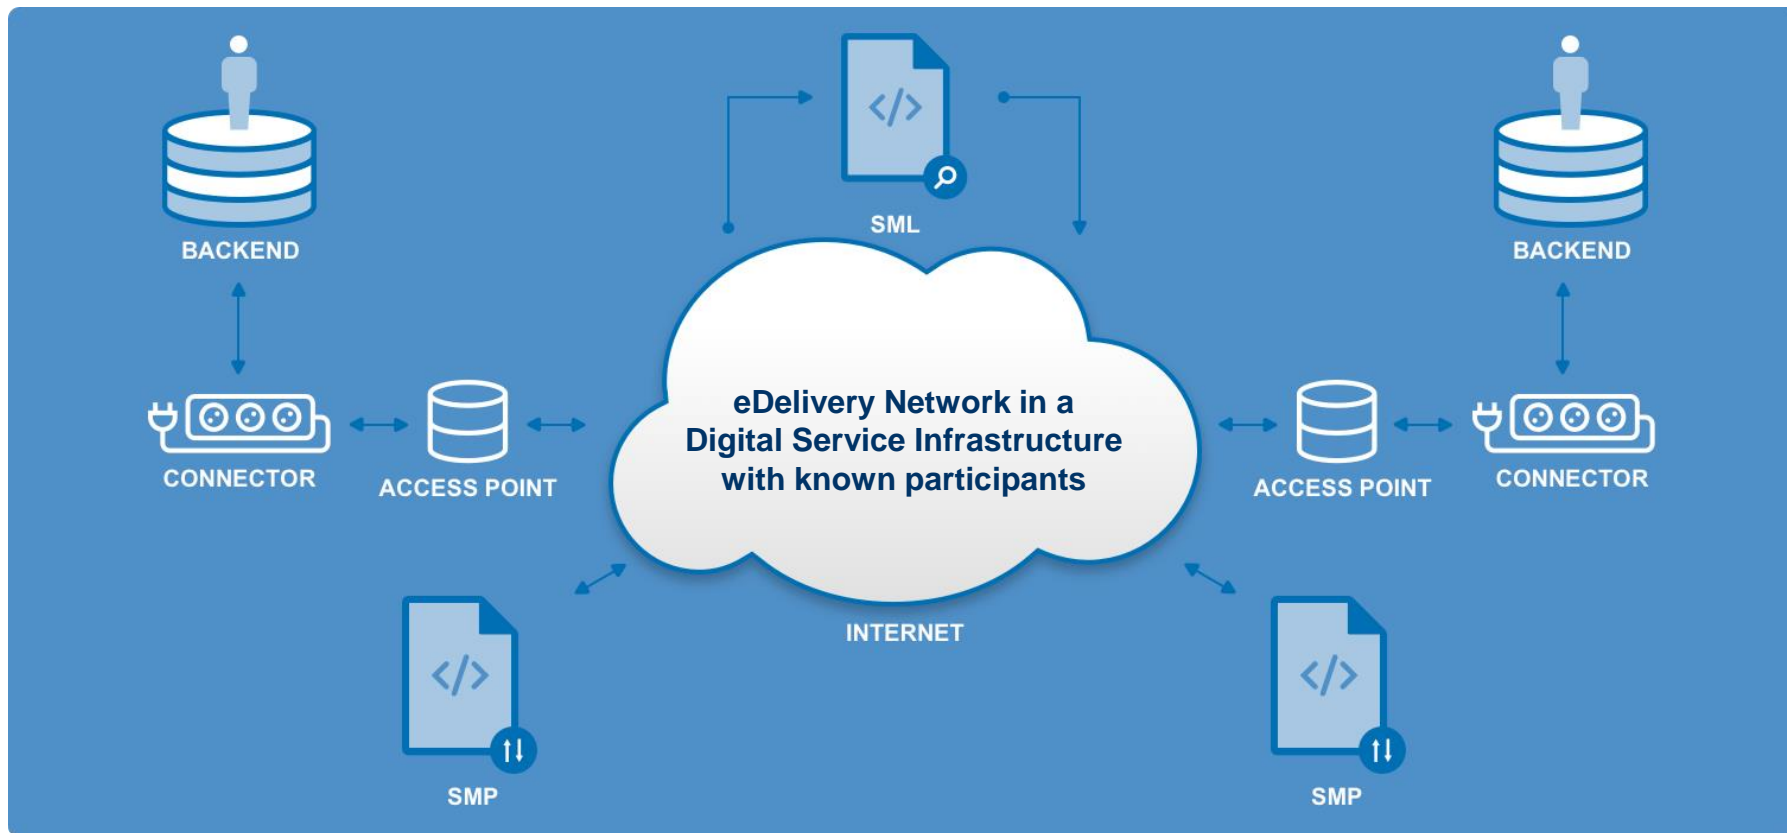 SML
BACKEND
BACKEND
eDelivery Network in a
Digital Service Infrastructure
with known participants
CONNECTOR
ACCESS POINT
ACCESS POINT
CONNECTOR
INTERNET
SMP
SMP